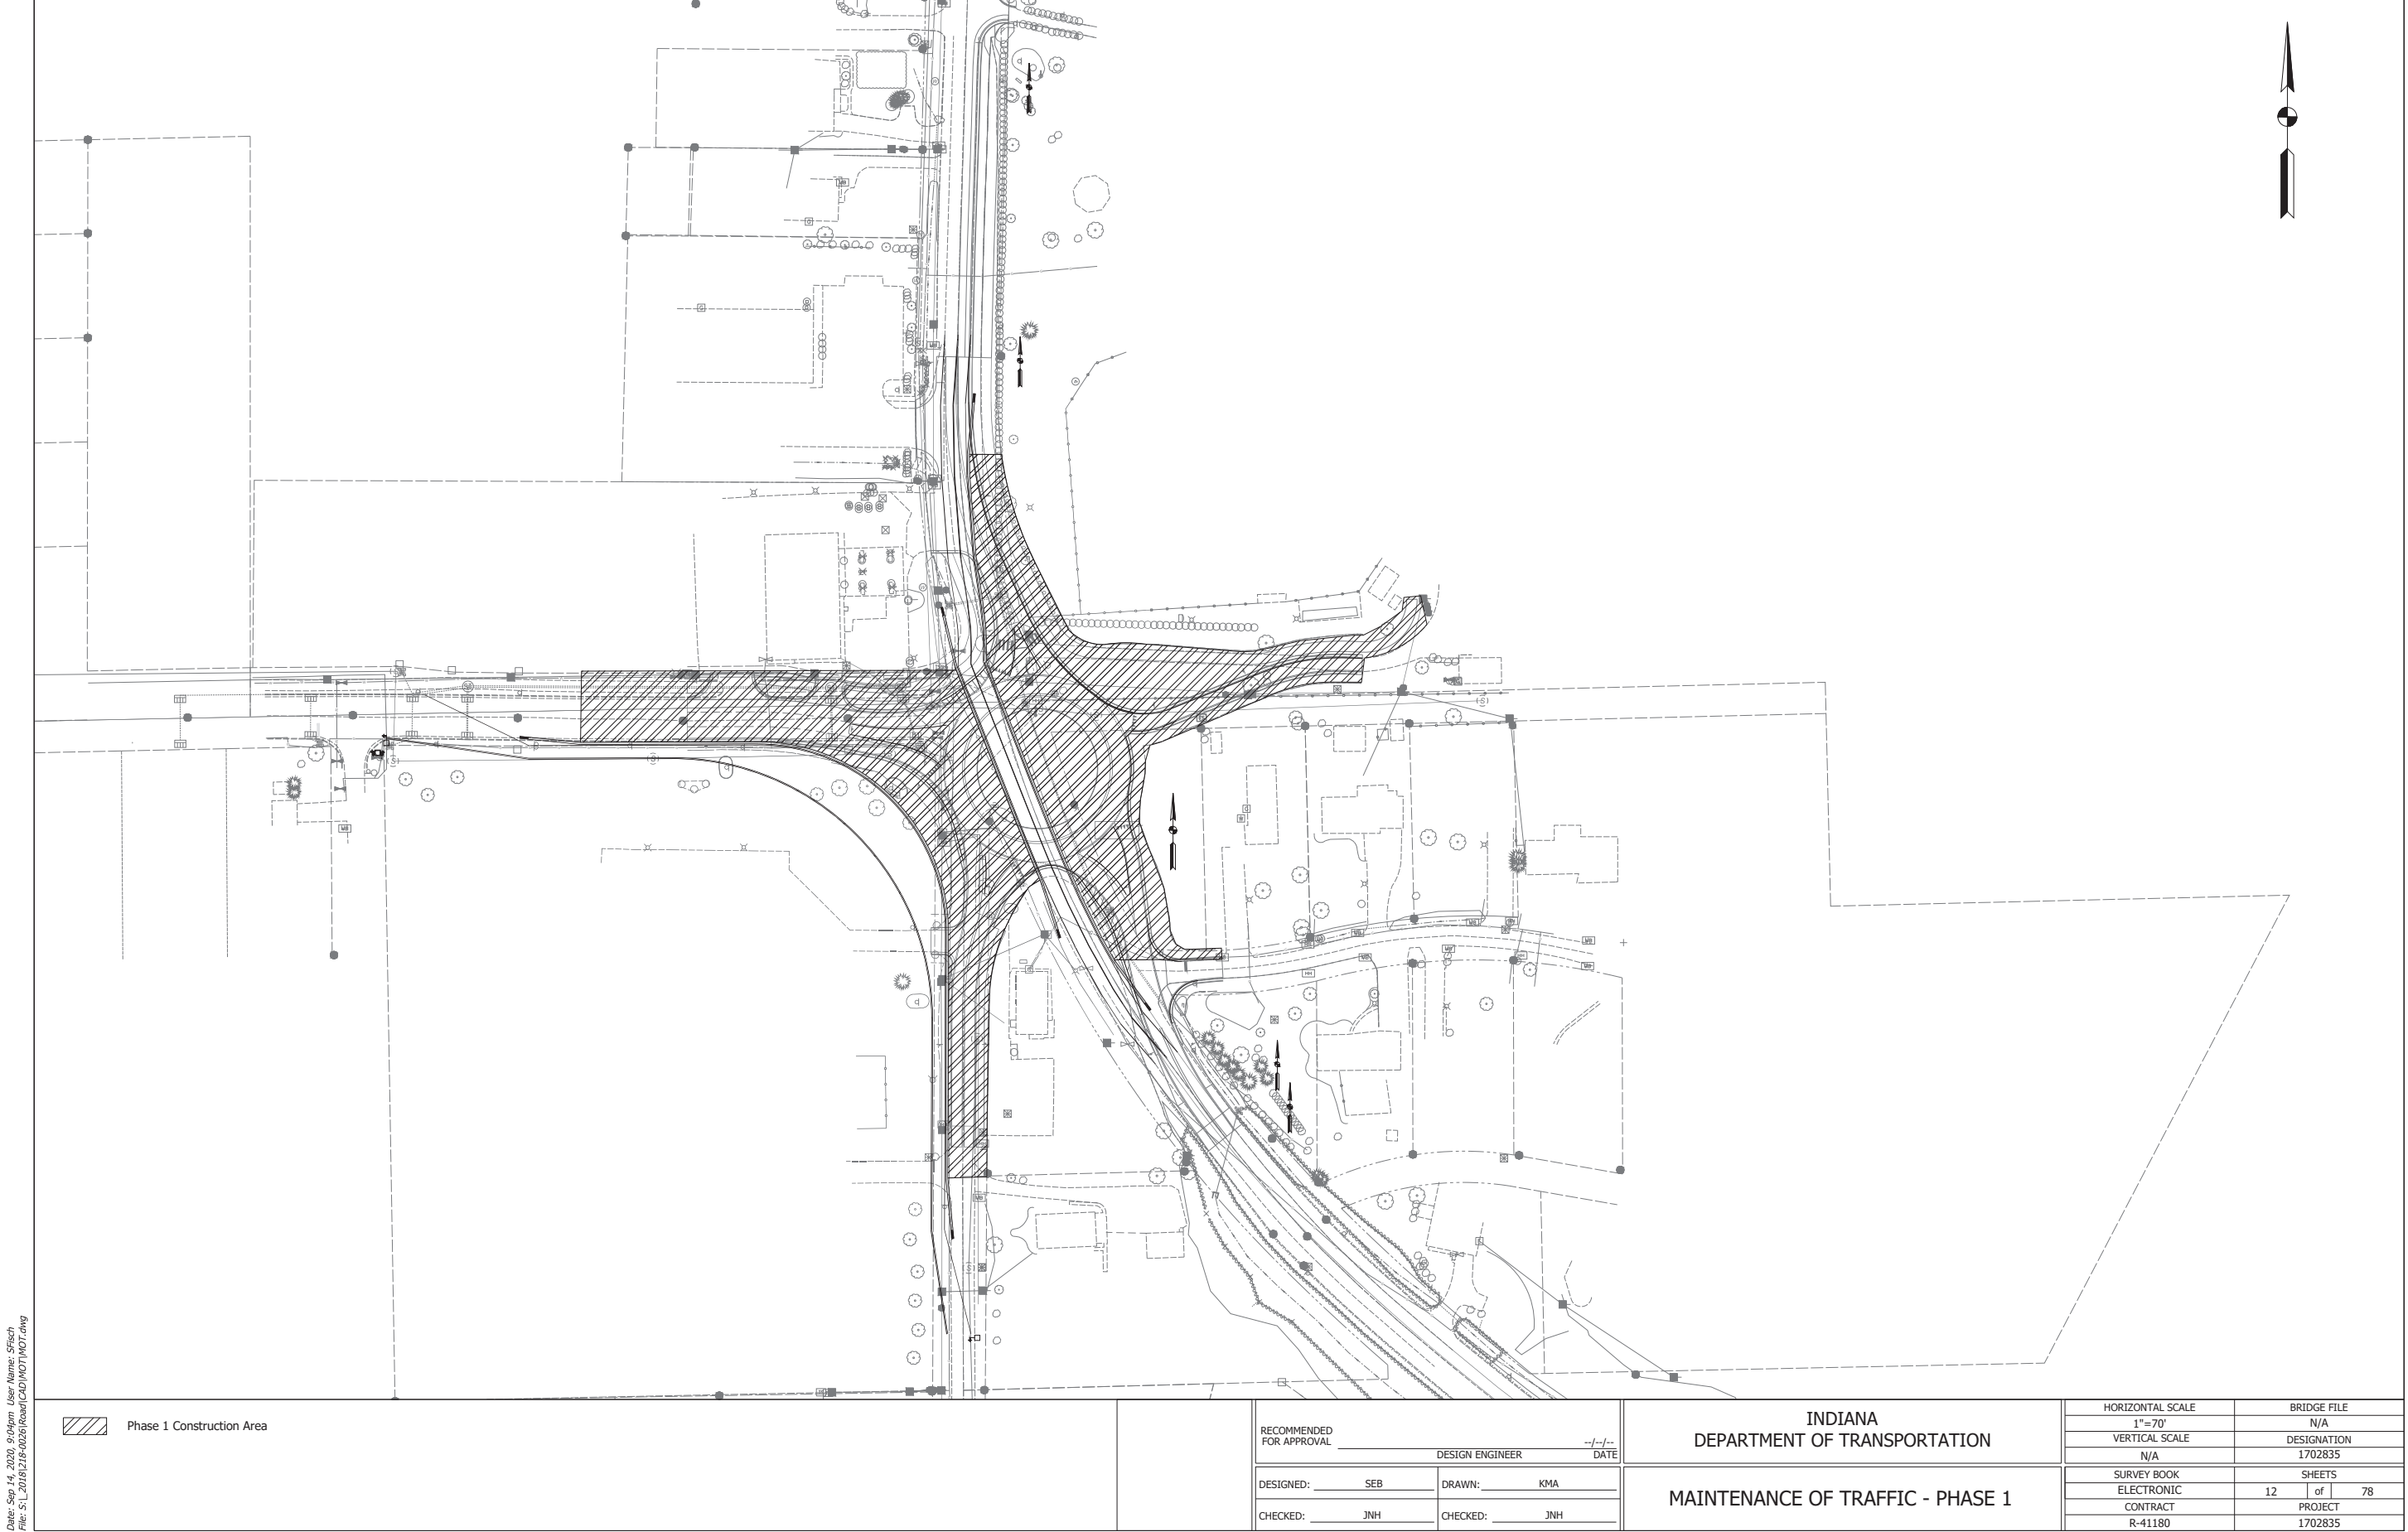 Date: Sep 14, 2020, 9:04pm User Name: SFisch
File: S:\_2018\218-0026\Road\CAD\MOT\MOT.dwg
Phase 1 Construction Area
RECOMMENDED
FOR APPROVAL
--/--/--
DESIGN ENGINEER DATE
DESIGNED: SEB DRAWN: KMA
CHECKED: JNH CHECKED: JNH
INDIANA
DEPARTMENT OF TRANSPORTATION
MAINTENANCE OF TRAFFIC - PHASE 1
HORIZONTAL SCALE BRIDGE FILE
1"=70' N/A
VERTICAL SCALE DESIGNATION
N/A 1702835
SURVEY BOOK SHEETS
ELECTRONIC 12 of 78
CONTRACT PROJECT
R-41180 1702835